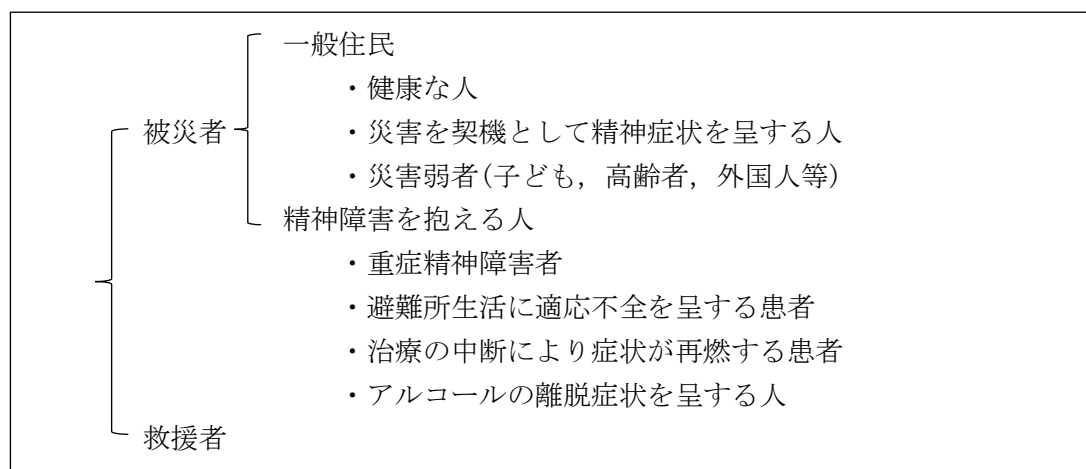 一般住民
・健康な人
被災者
・災害を契機として精神症状を呈する人
・災害弱者(子ども，高齢者，外国人等)
精神障害を抱える人
・重症精神障害者
・避難所生活に適応不全を呈する患者
・治療の中断により症状が再燃する患者
・アルコールの離脱症状を呈する人
救援者